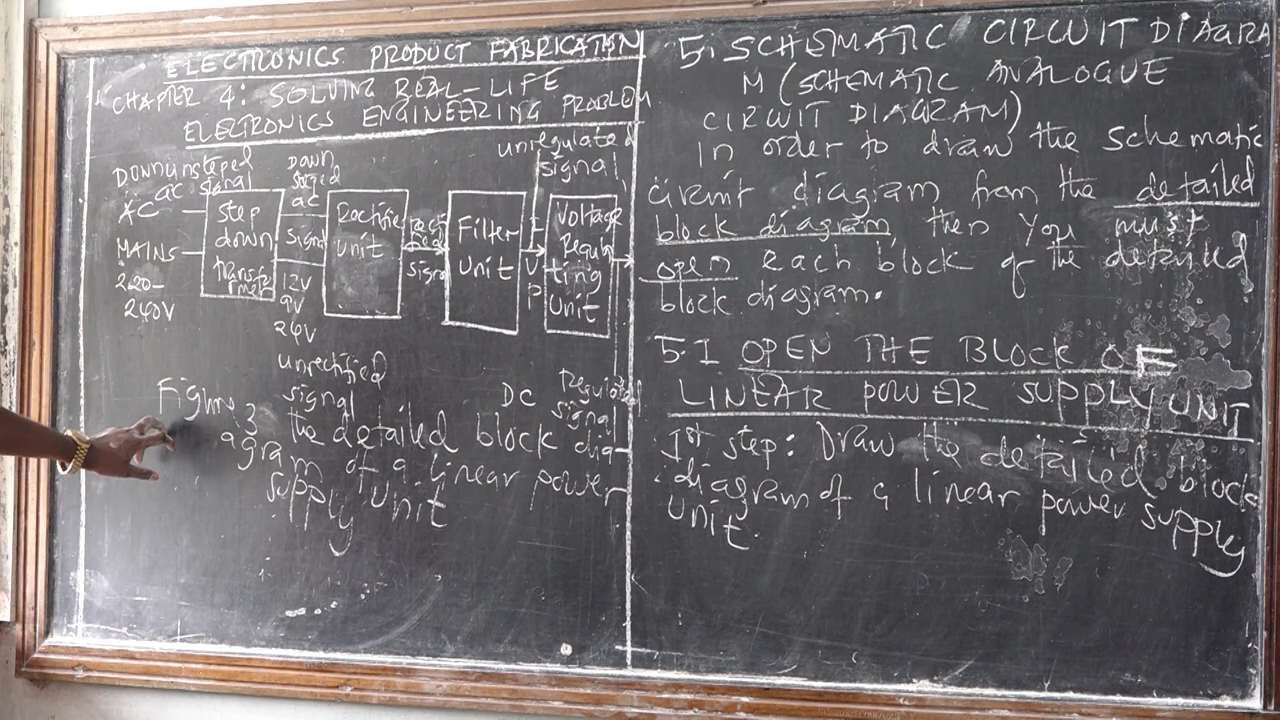 ELECTRONICS PRODUCT FABRICATION
CHAPTER 4: SOLVING REAL-LIFE
ELECTRONICS ENGINEERING PROBLEM
unregulated
signal
DOWN unsteped
ac signal
AC
MAINS
220-
240V
step
down
Down
ac
Signal
12V
9V
24V
unrectified
signal
Rectifie
unit
signal
Filter
Unit
Voltage
Regula
ting
Unit
DC Regulated
signal
Figure 3 the detailed block dia-
agram of a linear power
supply Unit
5. SCHEMATIC CIRCUIT DIAGRA
M (SCHEMATIC ANALOGUE
CIRCUIT DIAGRAM)
In order to draw the schematic
circuit diagram from the detailed
block diagram, then you must
open each block of the detailed
block diagram.
5.1 OPEN THE BLOCK OF
LINEAR POWER SUPPLY UNIT
1st step: Draw the detailed block
diagram of a linear power supply
unit.